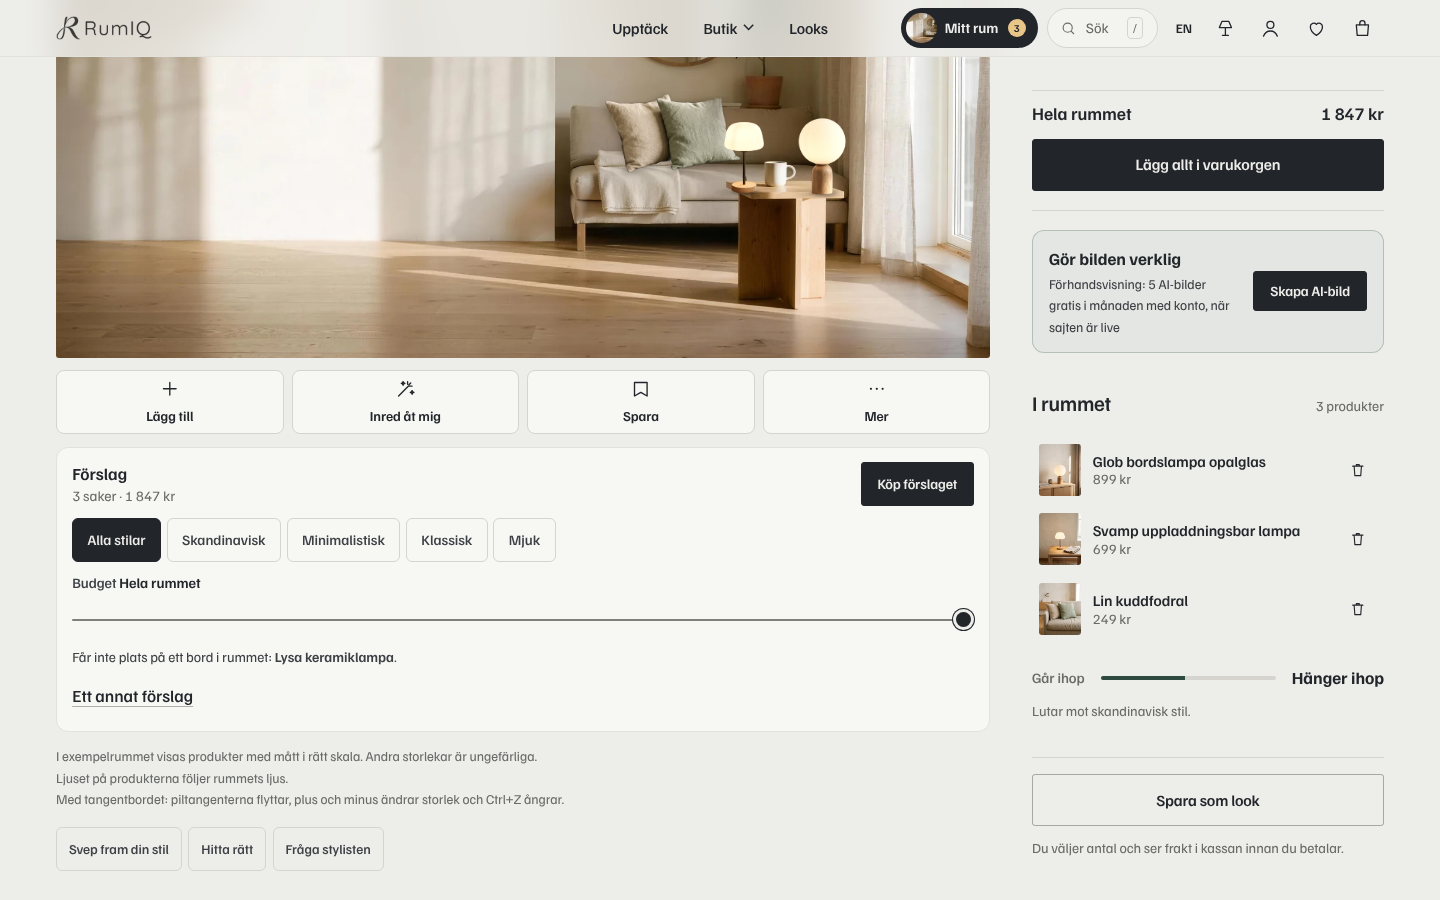 RumIQ
Upptäck
Butik
Looks
Mitt rum
3
Sök
/
EN
Hela rummet
1 847 kr
Lägg allt i varukorgen
Gör bilden verklig
Förhandsvisning: 5 AI-bilder
gratis i månaden med konto, när
sajten är live
Skapa AI-bild
Lägg till
Inred åt mig
Spara
Mer
Förslag
3 saker · 1 847 kr
Köp förslaget
Alla stilar
Skandinavisk
Minimalistisk
Klassisk
Mjuk
Budget Hela rummet
Får inte plats på ett bord i rummet: Lysa keramiklampa.
Ett annat förslag
I exempelrummet visas produkter med mått i rätt skala. Andra storlekar är ungefärliga.
Ljuset på produkterna följer rummets ljus.
Med tangentbordet: piltangenterna flyttar, plus och minus ändrar storlek och Ctrl+Z ångrar.
Svep fram din stil
Hitta rätt
Fråga stylisten
I rummet
3 produkter
Glob bordslampa opalglas
899 kr
Svamp uppladdningsbar lampa
699 kr
Lin kuddfodral
249 kr
Går ihop
Hänger ihop
Lutar mot skandinavisk stil.
Spara som look
Du väljer antal och ser frakt i kassan innan du betalar.